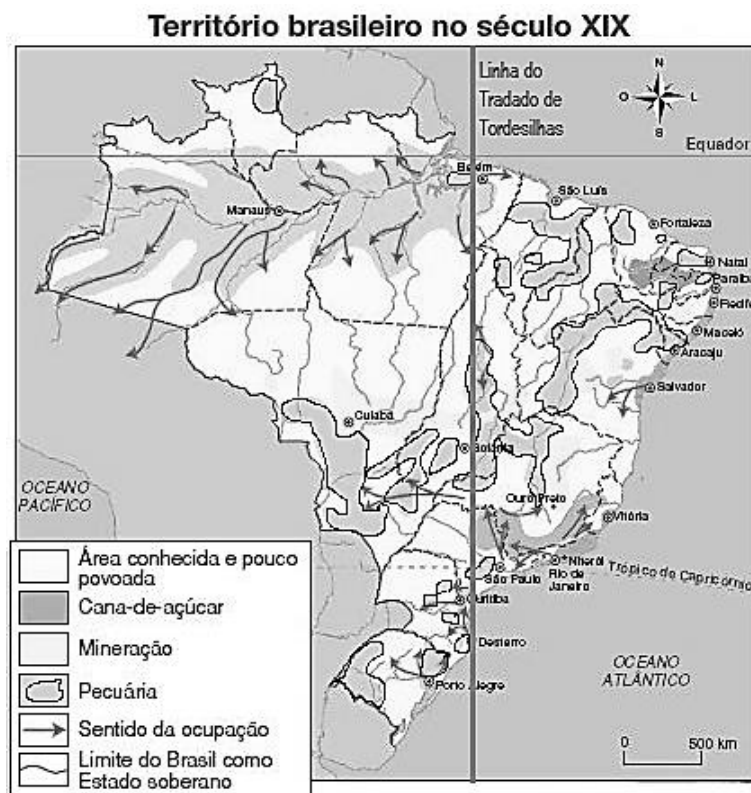 Território brasileiro no século XIX
Linha do
Tradado de
Tordesilhas
N
O
L
S
Equador
Belém
São Luís
Manaus
Fortaleza
Natal
Paraíba
Recife
Maceió
Aracaju
Salvador
Cuiabá
Goiânia
OCEANO
PACÍFICO
Ouro Preto
Vitória
Niterói
Rio de
Janeiro
São Paulo
Trópico de Capricórnio
Curitiba
Desterro
Porto Alegre
OCEANO
ATLÂNTICO
0
500 km
Área conhecida e pouco
povoada
Cana-de-açúcar
Mineração
Pecuária
Sentido da ocupação
Limite do Brasil como
Estado soberano